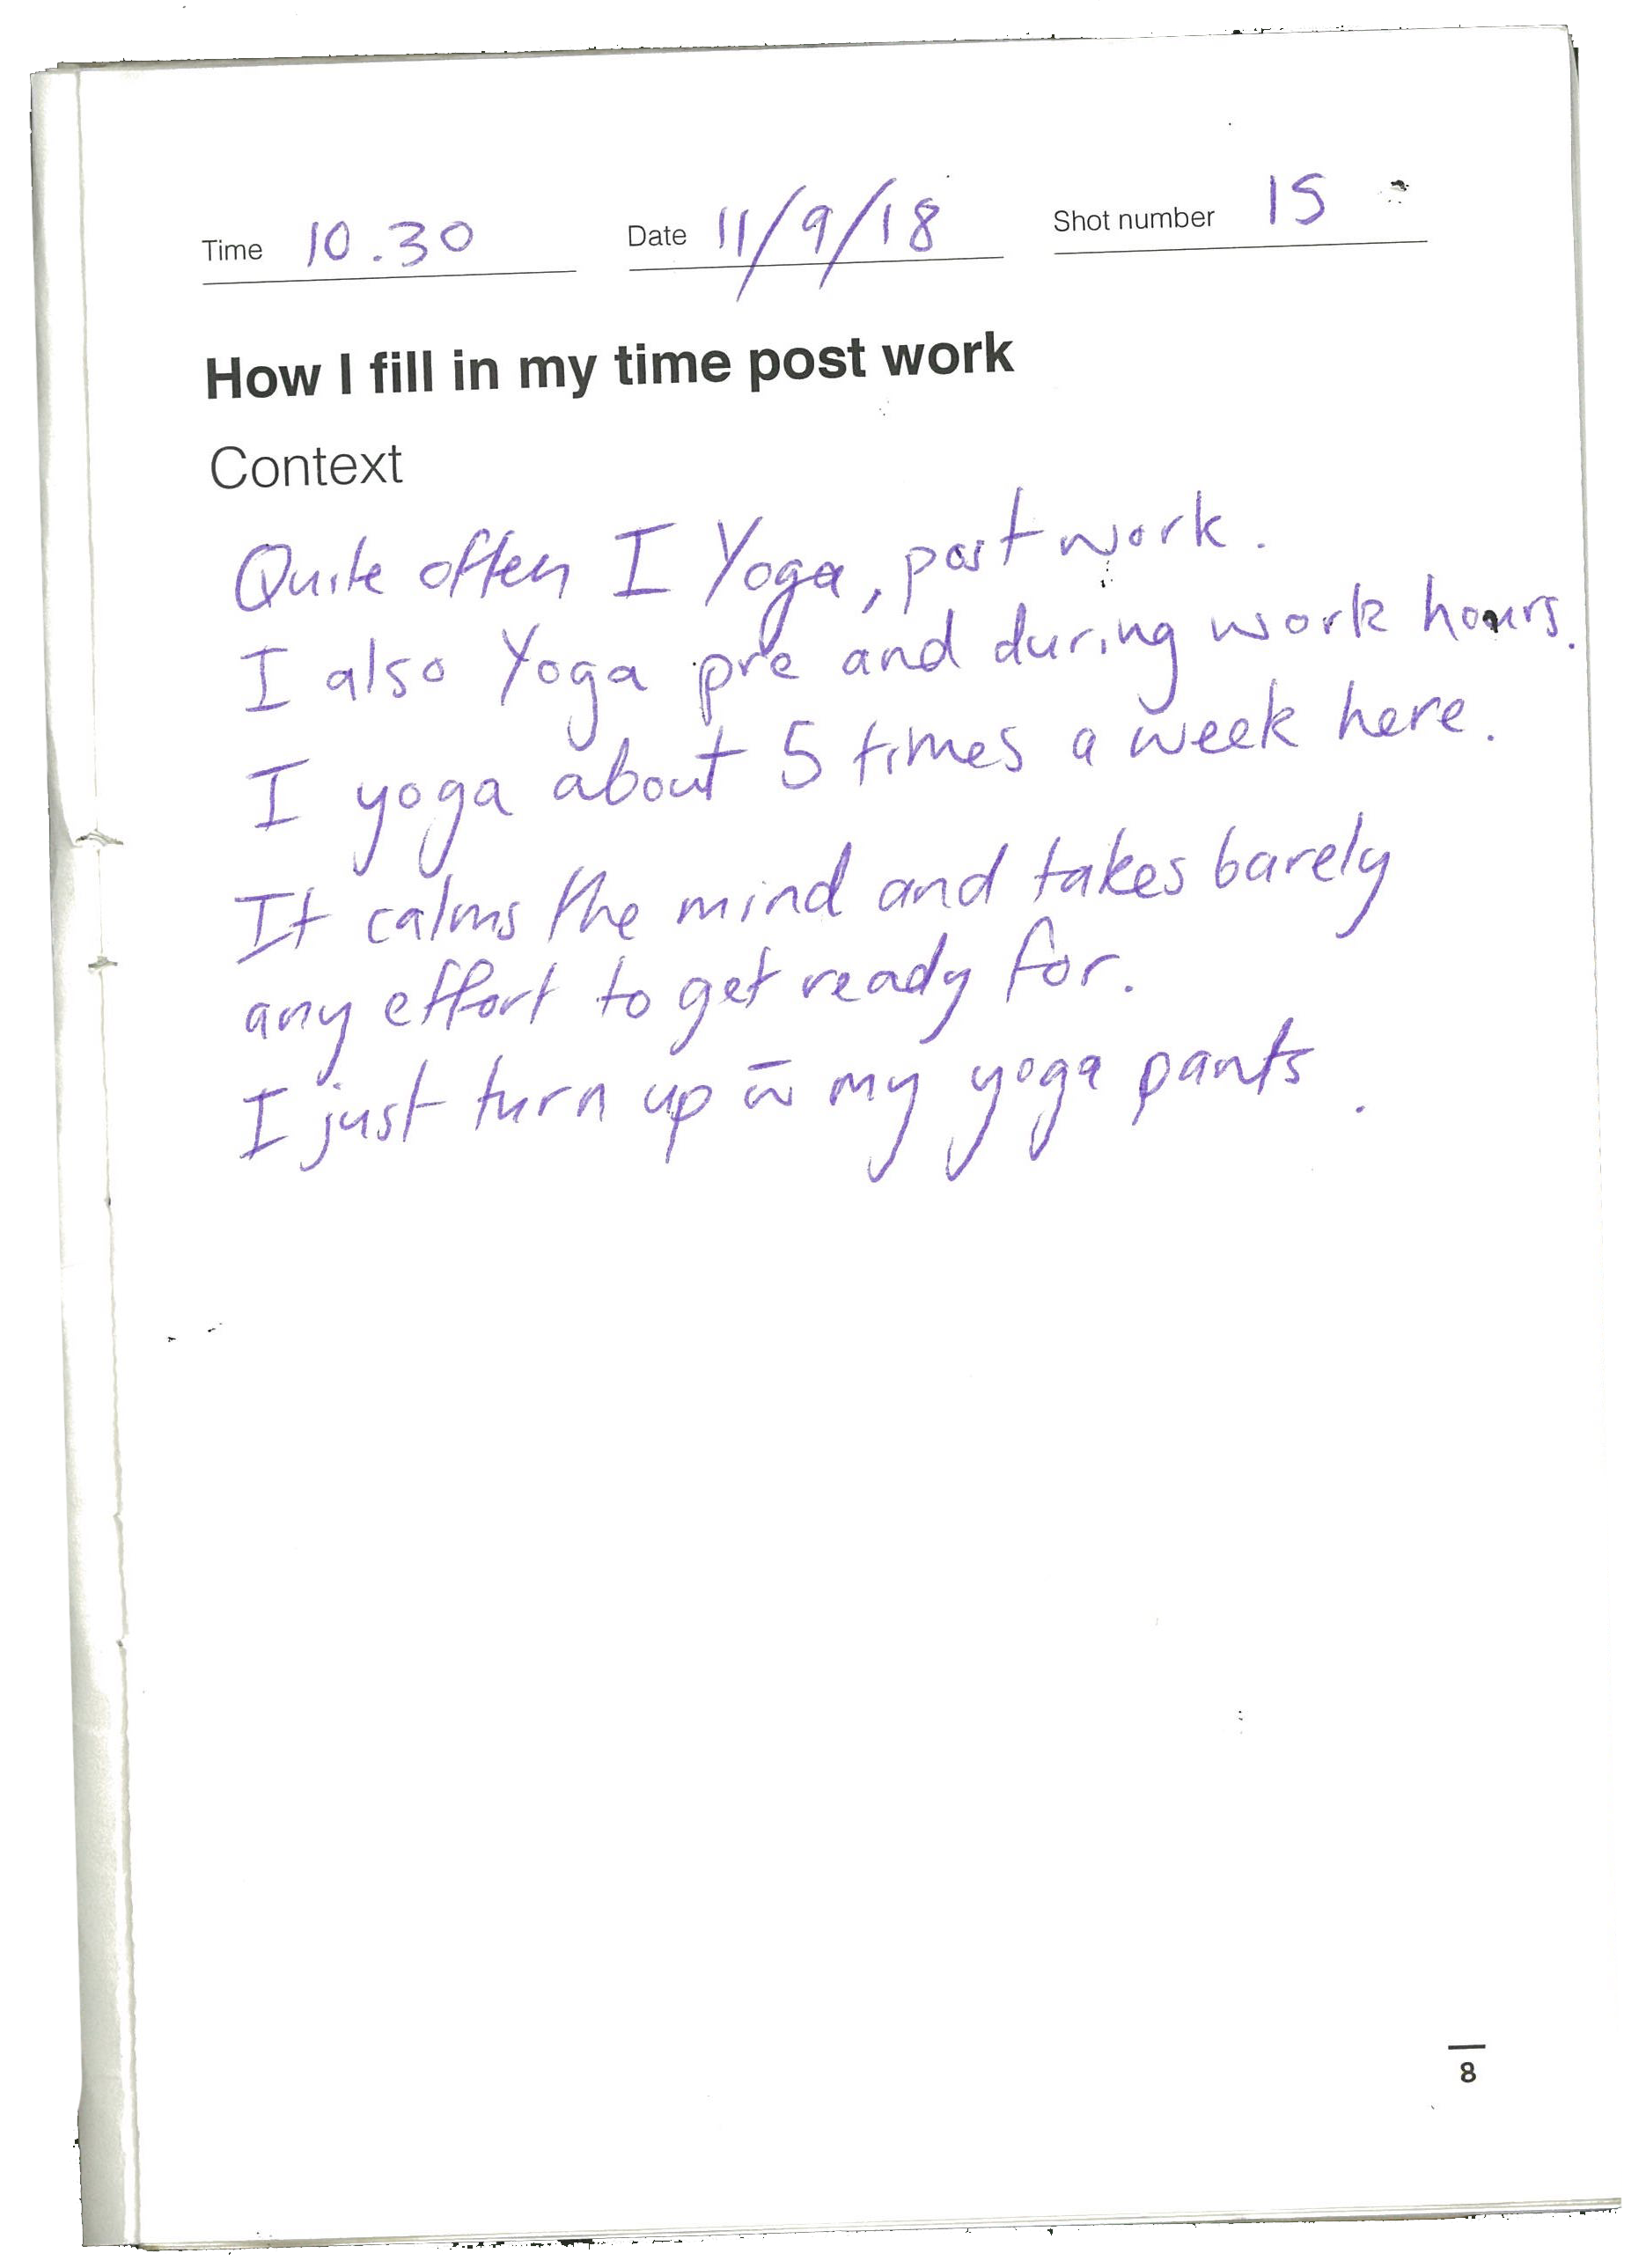 Time 10.30 Date 11/9/18 Shot number 15
How I fill in my time post work
Context
Quite often I Yoga, post work.
I also Yoga pre and during work hours.
I yoga about 5 times a week here.
It calms the mind and takes barely
any effort to get ready for.
I just turn up w̄ my yoga pants.
8